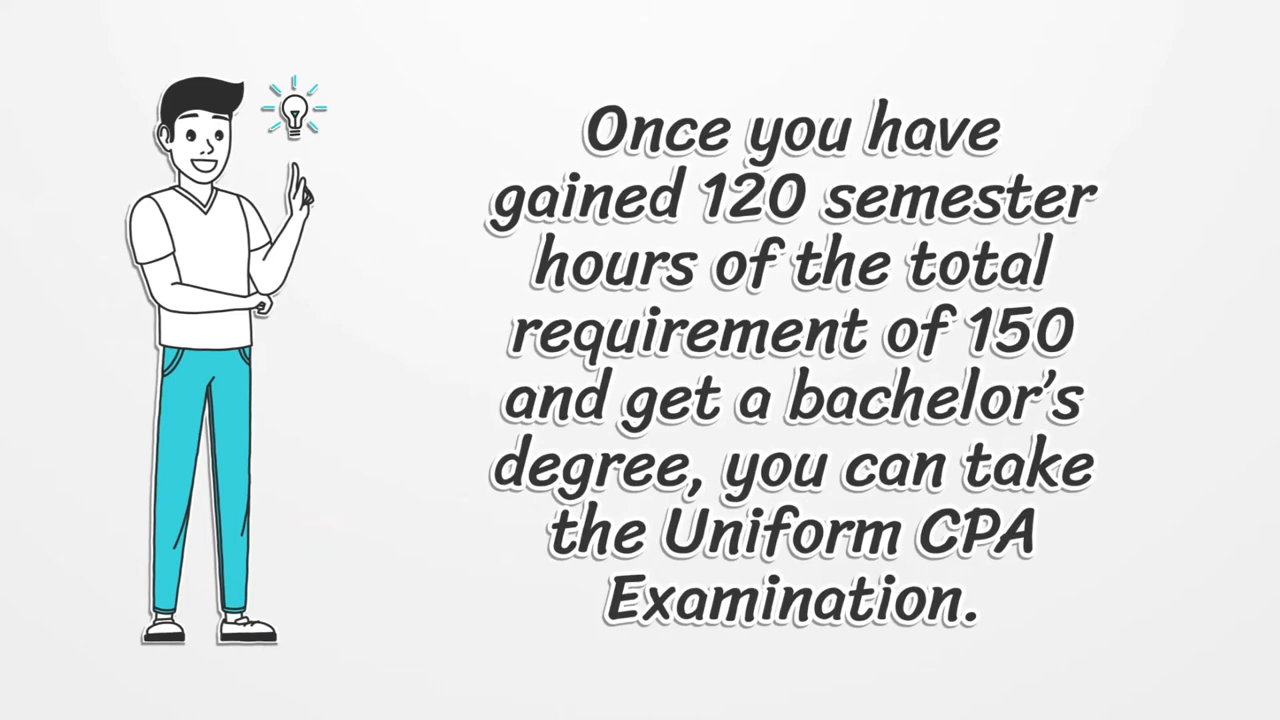 Once you have
gained 120 semester
hours of the total
requirement of 150
and get a bachelor’s
degree, you can take
the Uniform CPA
Examination.